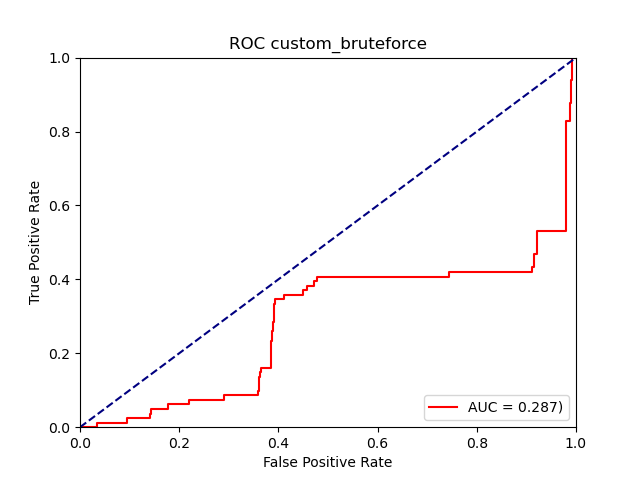 ROC custom_bruteforce
True Positive Rate
1.0
0.8
0.6
0.4
0.2
0.0
AUC = 0.287)
0.0 0.2 0.4 0.6 0.8 1.0
False Positive Rate